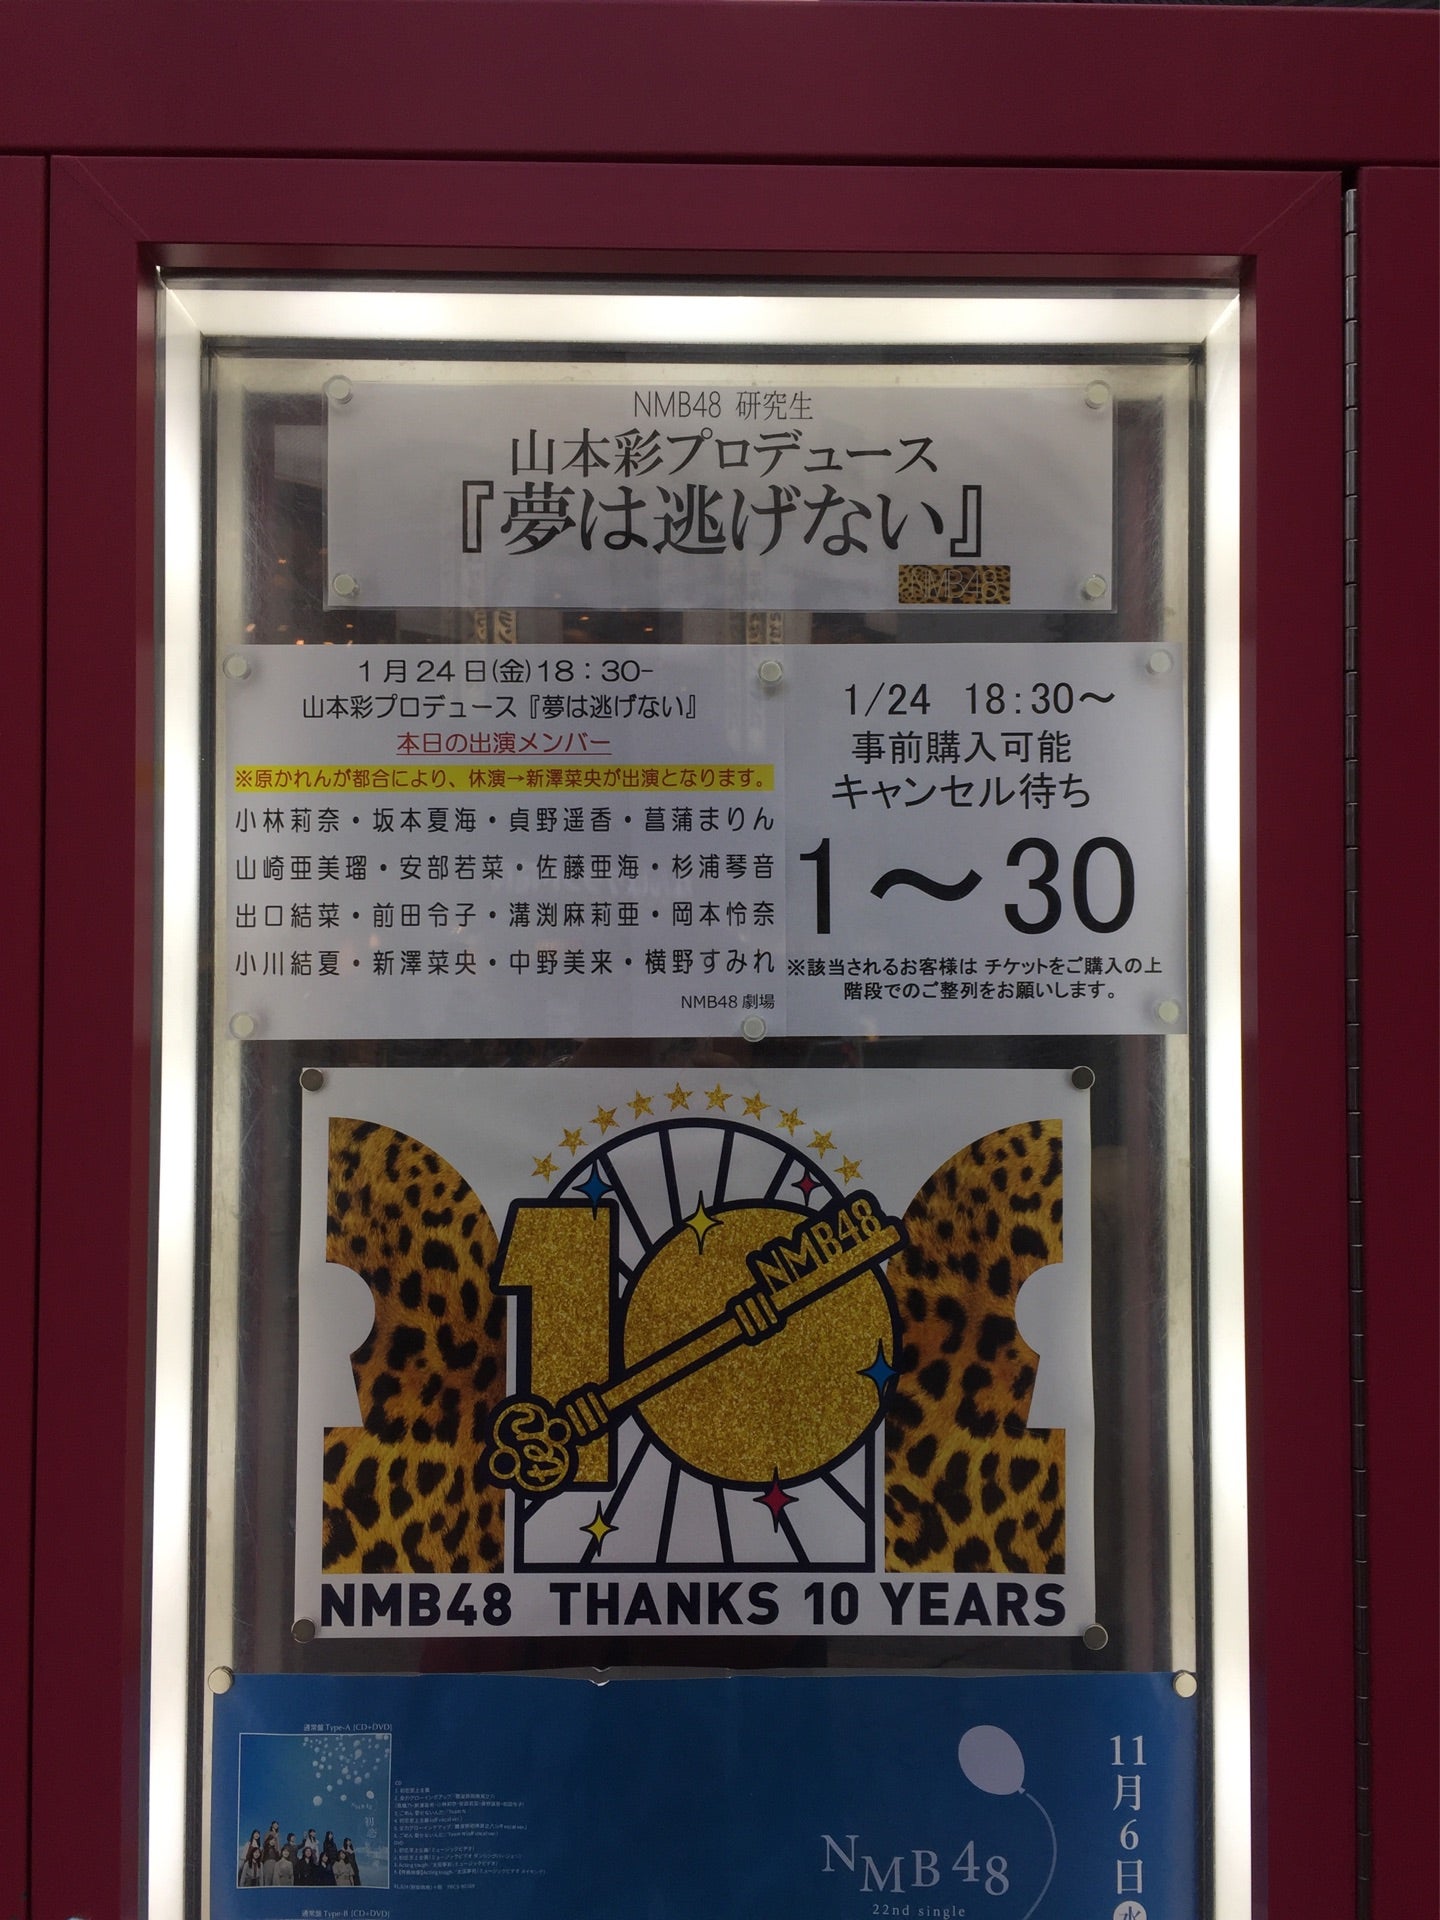 NMB48 研究生
山本彩プロデュース
『夢は逃げない』
NMB48
1月24日(金)18：30-
山本彩プロデュース『夢は逃げない』
本日の出演メンバー
※原かれんが都合により、休演→新澤菜央が出演となります。
小林莉奈・坂本夏海・貞野遥香・菖蒲まりん
山崎亜美瑠・安部若菜・佐藤亜海・杉浦琴音
出口結菜・前田令子・溝渕麻莉亜・岡本怜奈
小川結夏・新澤菜央・中野美来・横野すみれ
NMB48 劇場
1/24 18:30～
事前購入可能
キャンセル待ち
1～30
※該当されるお客様は チケットをご購入の上
階段でのご整列をお願いします。
NMB48
NMB48 THANKS 10 YEARS
通常盤 Type-A [CD+DVD]
通常盤 Type-B [CD+DVD]
NMB48
22nd single
11月6日水